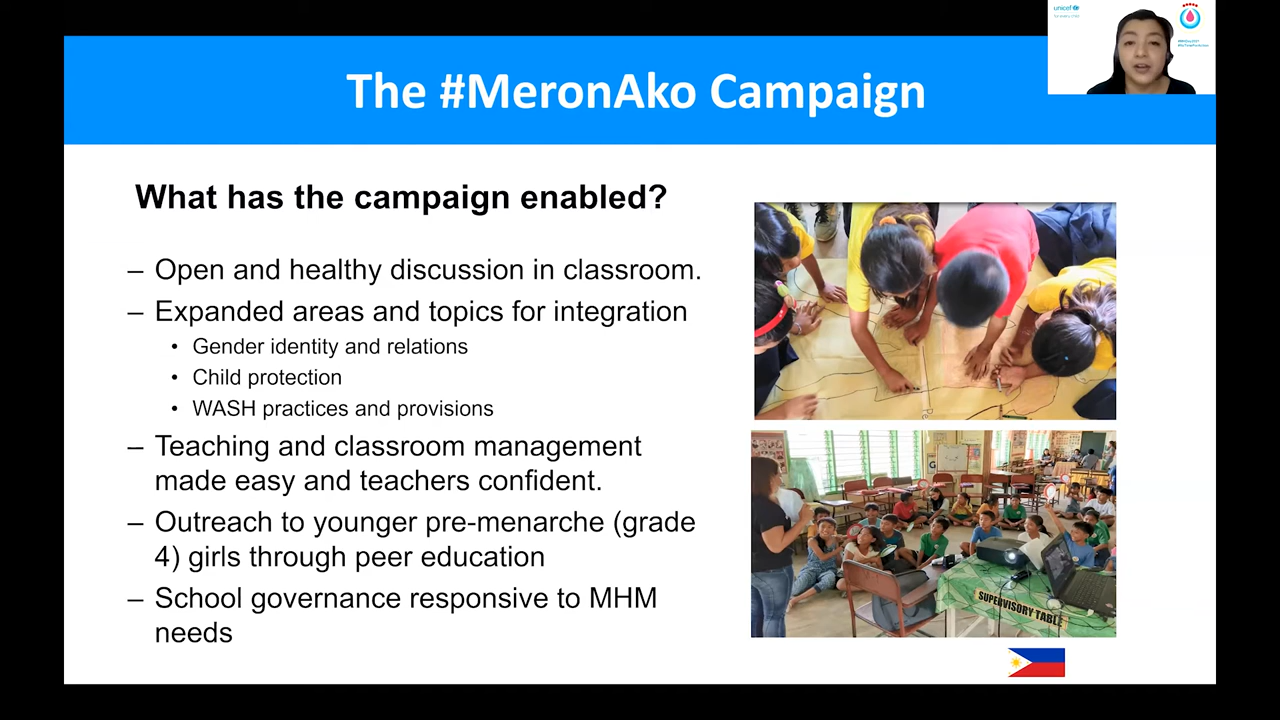 unicef
for every child
The #MeronAko Campaign
What has the campaign enabled?
– Open and healthy discussion in classroom.
– Expanded areas and topics for integration
• Gender identity and relations
• Child protection
• WASH practices and provisions
– Teaching and classroom management
made easy and teachers confident.
– Outreach to younger pre-menarche (grade
4) girls through peer education
– School governance responsive to MHM
needs
SUPERVISORY TABLE